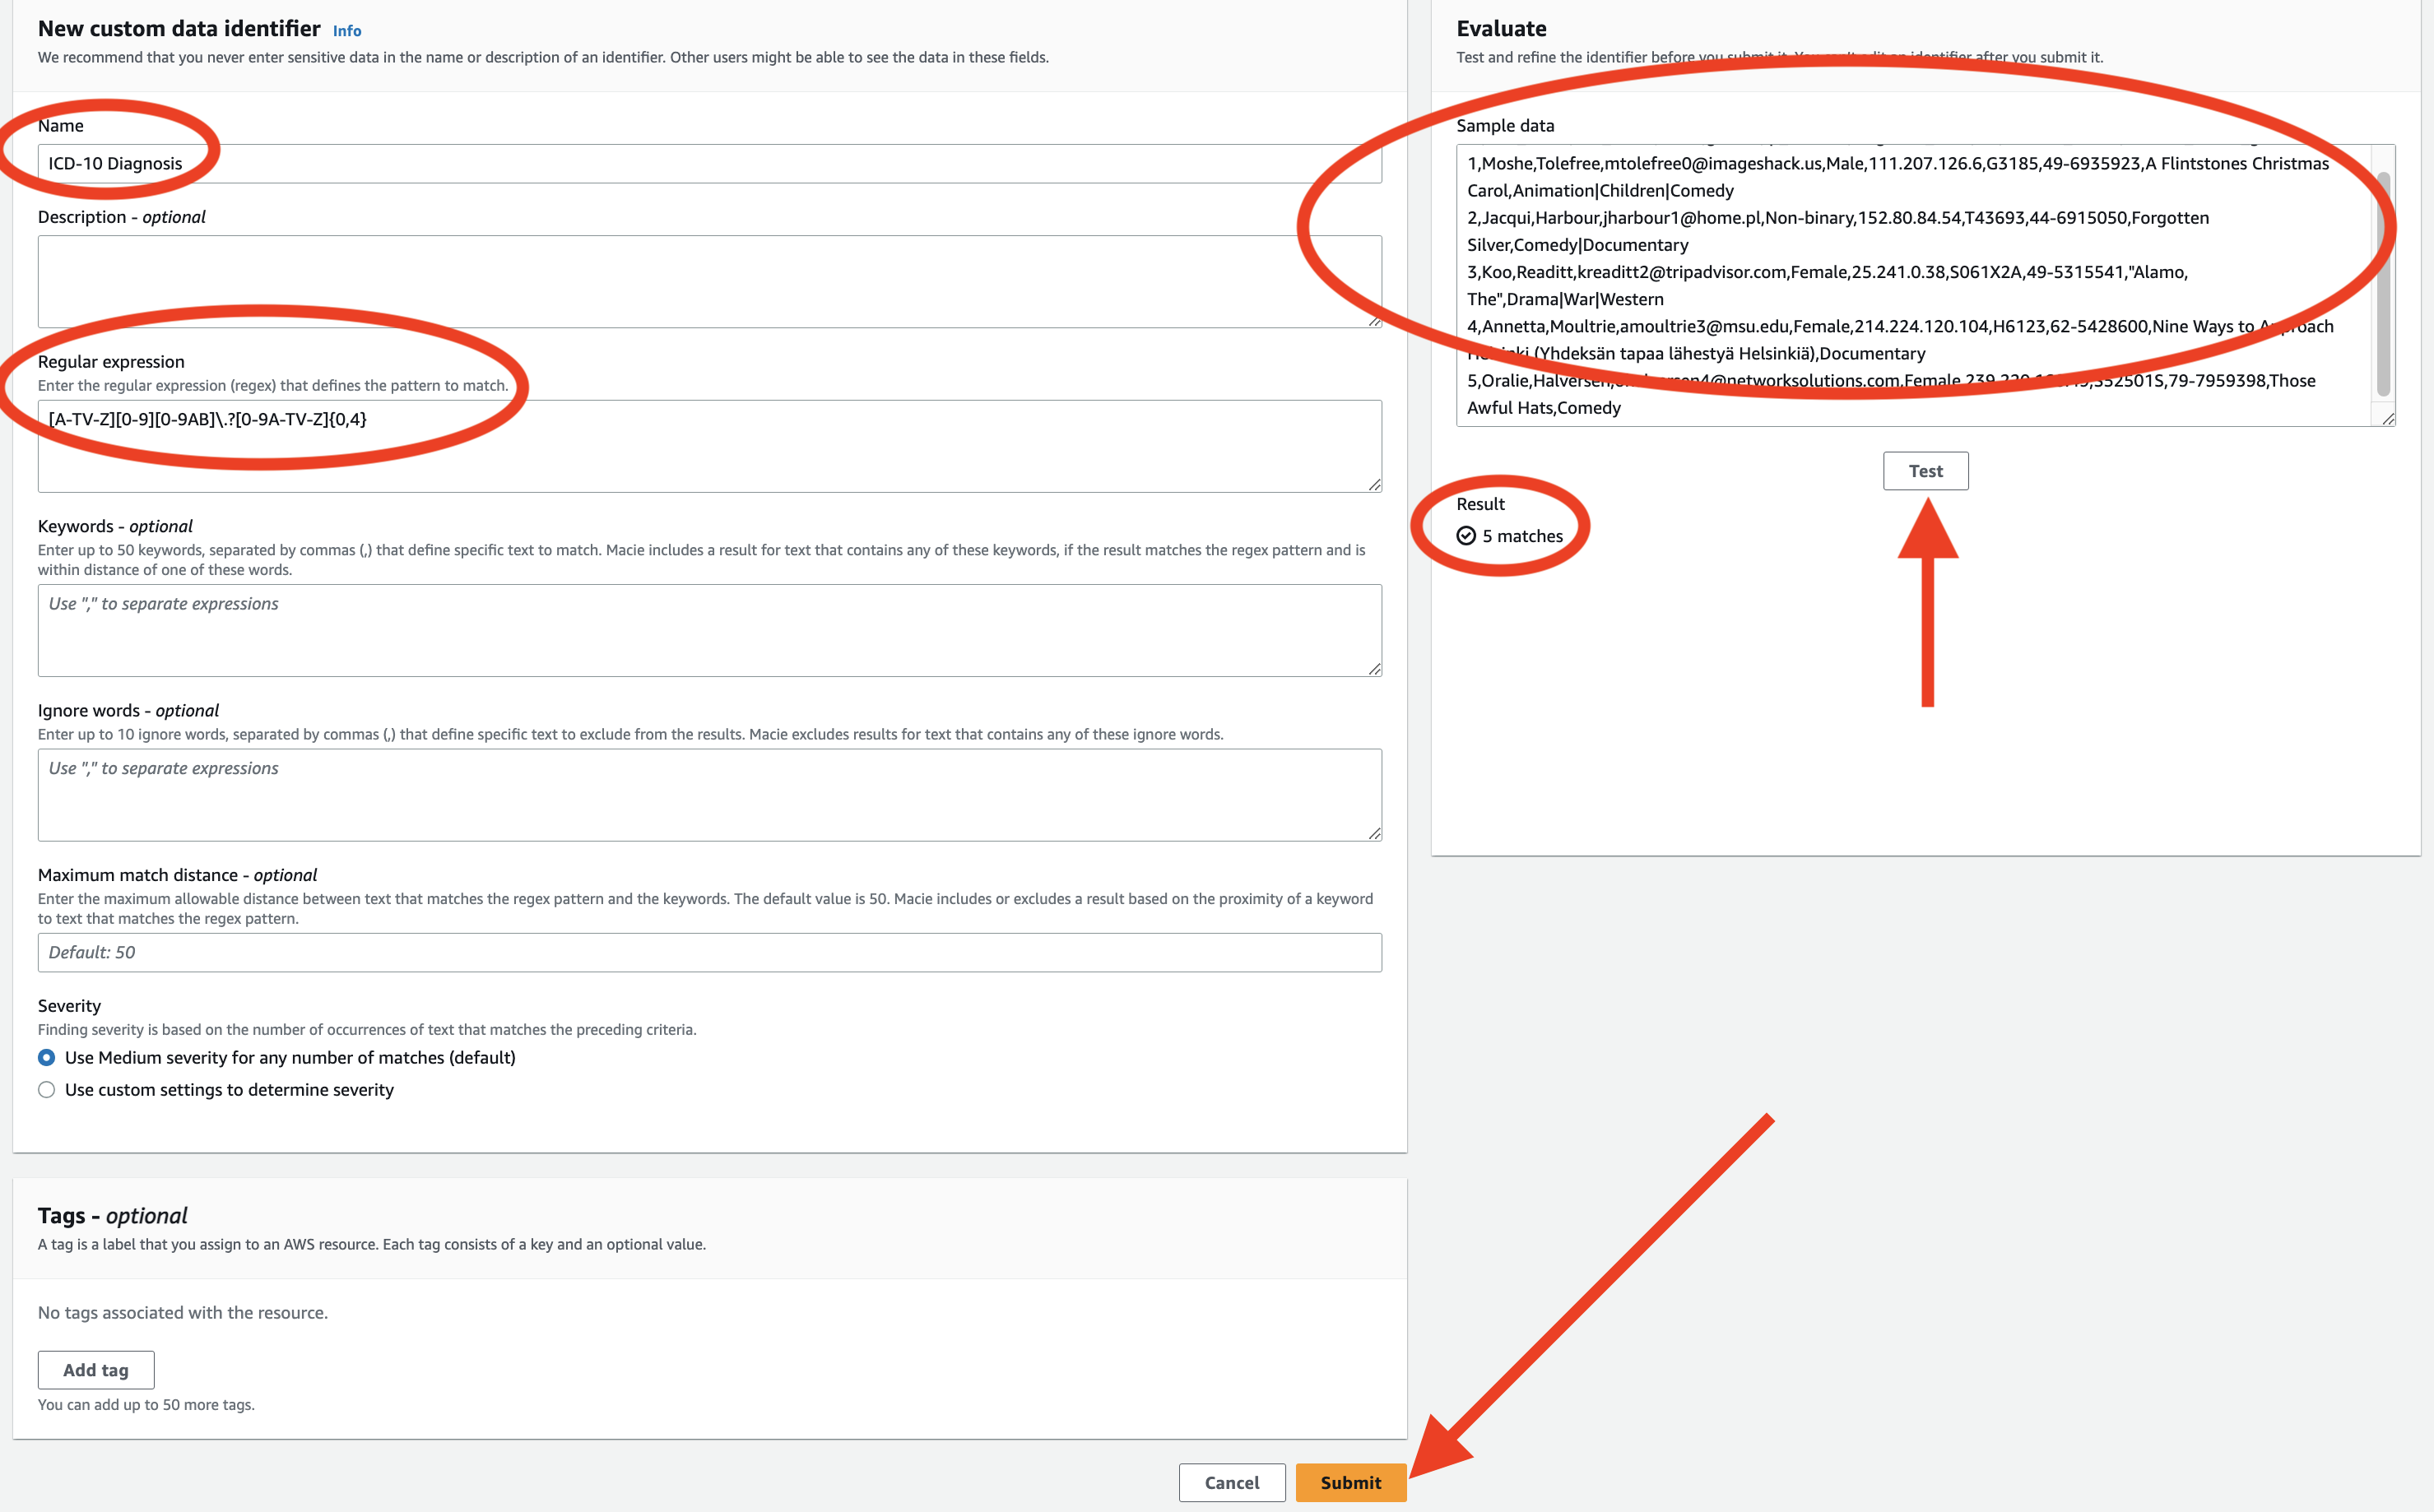 New custom data identifier Info
We recommend that you never enter sensitive data in the name or description of an identifier. Other users might be able to see the data in these fields.
Name
ICD-10 Diagnosis
Description - optional
Regular expression
Enter the regular expression (regex) that defines the pattern to match.
[A-TV-Z][0-9][0-9AB]\.?[0-9A-TV-Z]{0,4}
Keywords - optional
Enter up to 50 keywords, separated by commas (,) that define specific text to match. Macie includes a result for text that contains any of these keywords, if the result matches the regex pattern and is
within distance of one of these words.
Use "," to separate expressions
Ignore words - optional
Enter up to 10 ignore words, separated by commas (,) that define specific text to exclude from the results. Macie excludes results for text that contains any of these ignore words.
Use "," to separate expressions
Maximum match distance - optional
Enter the maximum allowable distance between text that matches the regex pattern and the keywords. The default value is 50. Macie includes or excludes a result based on the proximity of a keyword
to text that matches the regex pattern.
Default: 50
Severity
Finding severity is based on the number of occurrences of text that matches the preceding criteria.
Use Medium severity for any number of matches (default)
Use custom settings to determine severity
Tags - optional
A tag is a label that you assign to an AWS resource. Each tag consists of a key and an optional value.
No tags associated with the resource.
Add tag
You can add up to 50 more tags.
Cancel
Submit
Evaluate
Test and refine the identifier before you submit it. You can't edit an identifier after you submit it.
Sample data
1,Moshe,Tolefree,mtolefree0@imageshack.us,Male,111.207.126.6,G3185,49-6935923,A Flintstones Christmas
Carol,Animation|Children|Comedy
2,Jacqui,Harbour,jharbour1@home.pl,Non-binary,152.80.84.54,T43693,44-6915050,Forgotten
Silver,Comedy|Documentary
3,Koo,Readitt,kreaditt2@tripadvisor.com,Female,25.241.0.38,S061X2A,49-5315541,"Alamo,
The",Drama|War|Western
4,Annetta,Moultrie,amoultrie3@msu.edu,Female,214.224.120.104,H6123,62-5428600,Nine Ways to Approach
Helsinki (Yhdeksän tapaa lähestyä Helsinkiä),Documentary
5,Oralie,Halversen,79-7959398,Those
Awful Hats,Comedy
Test
Result
5 matches